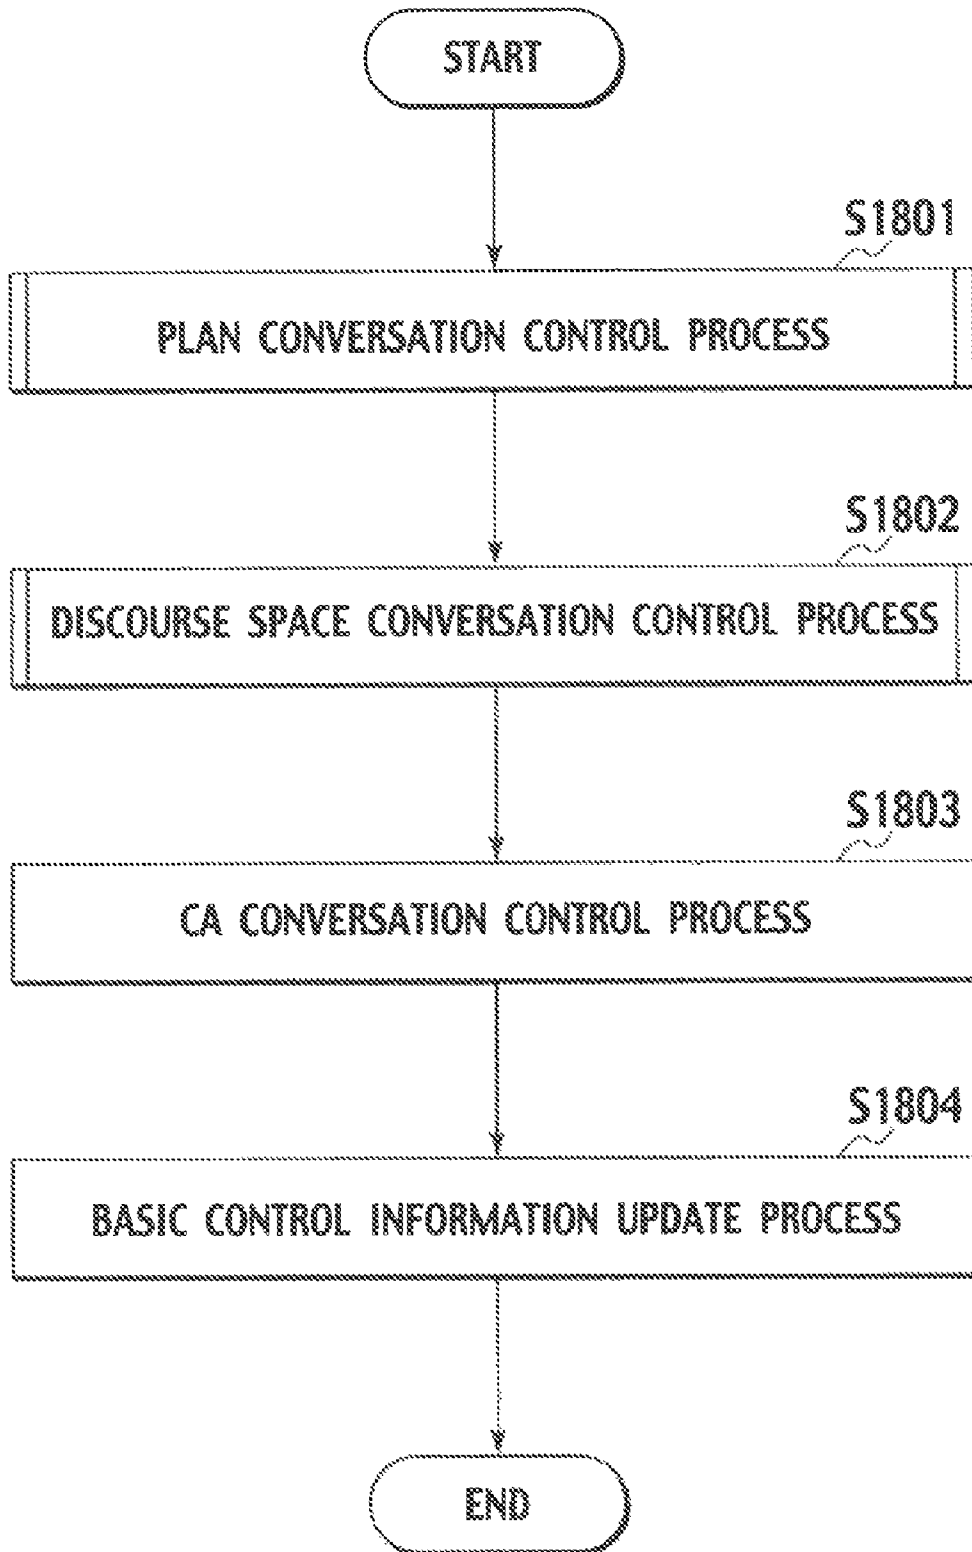 START
S1801
PLAN CONVERSATION CONTROL PROCESS
S1802
DISCOURSE SPACE CONVERSATION CONTROL PROCESS
S1803
CA CONVERSATION CONTROL PROCESS
S1804
BASIC CONTROL INFORMATION UPDATE PROCESS
END